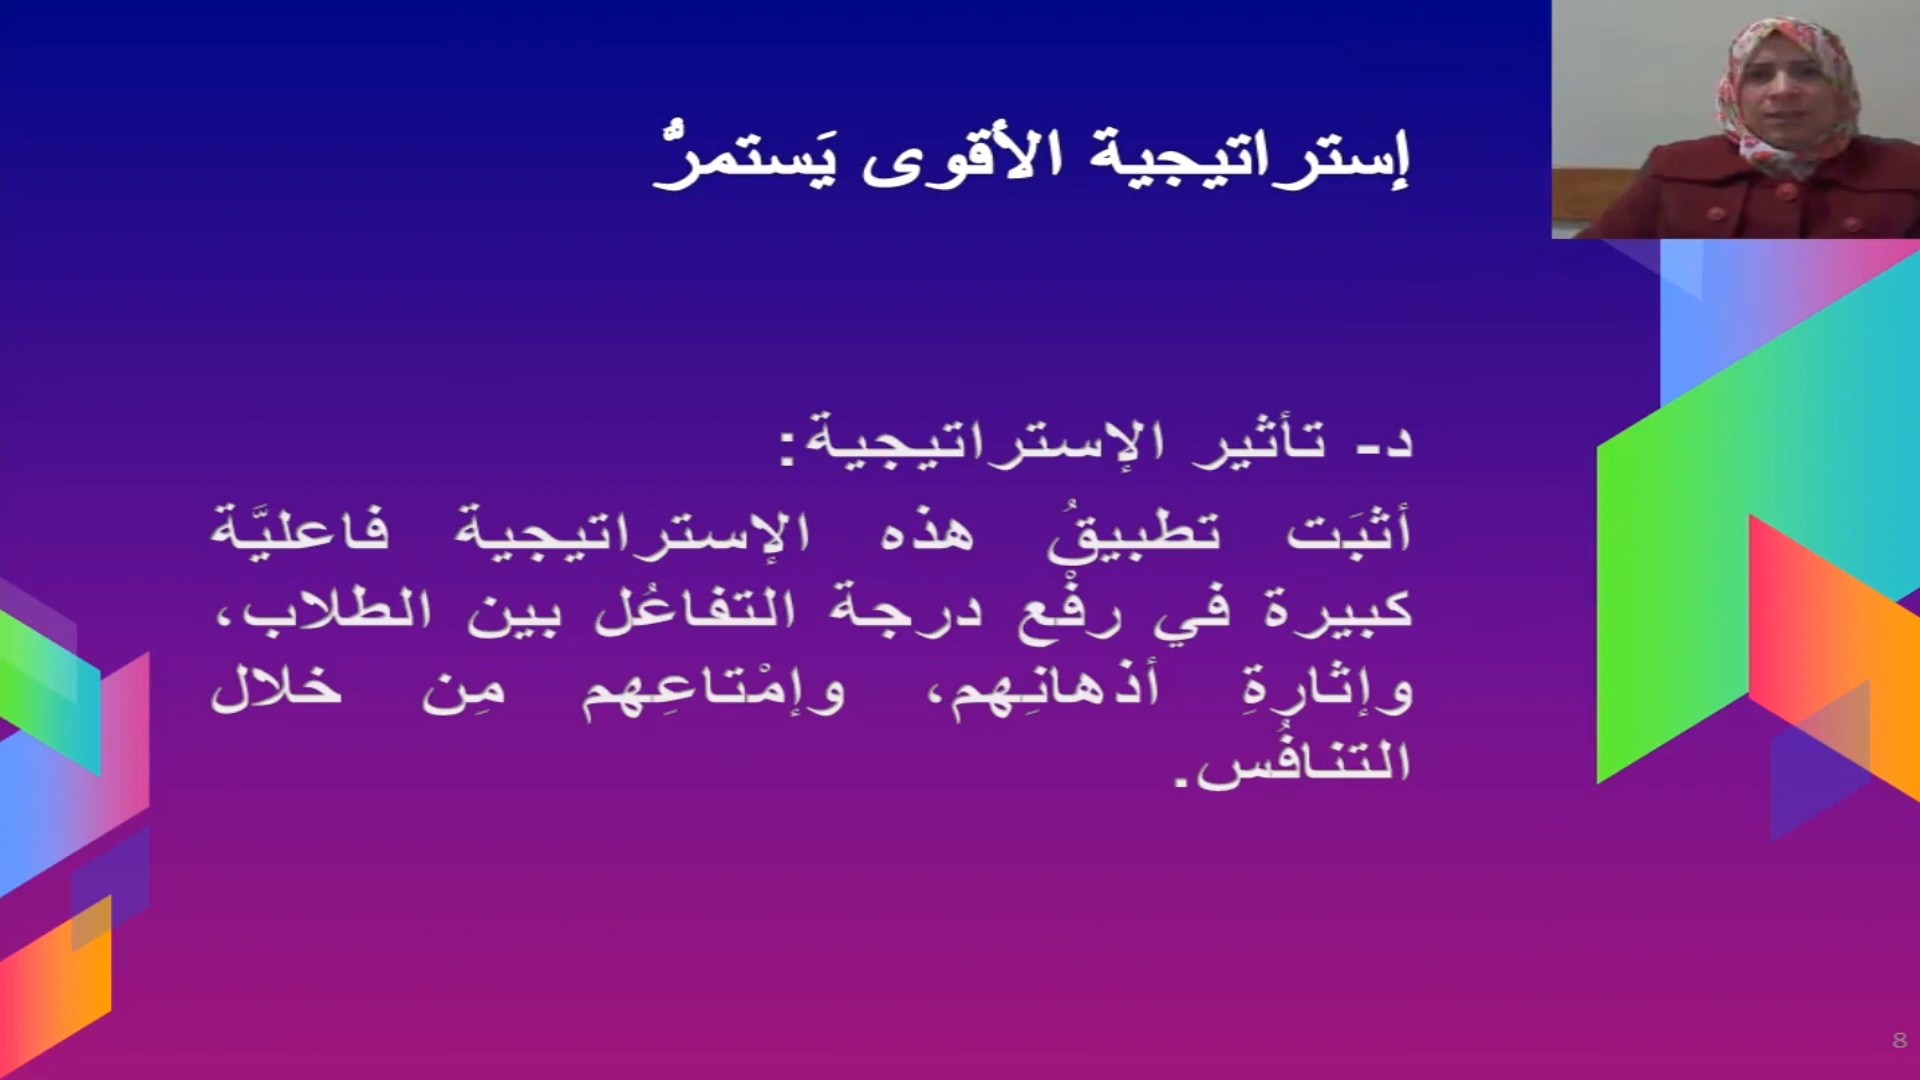 إستراتيجية الأقوى يَستمرُّ
د- تأثير الإستراتيجية:
أثبَت تطبيقُ هذه الإستراتيجية فاعليَّة
كبيرة في رفْع درجة التفاعُل بين الطلاب،
وإثارةِ أذهانِهم، وإمْتاعِهم مِن خلال
التنافُس.
8